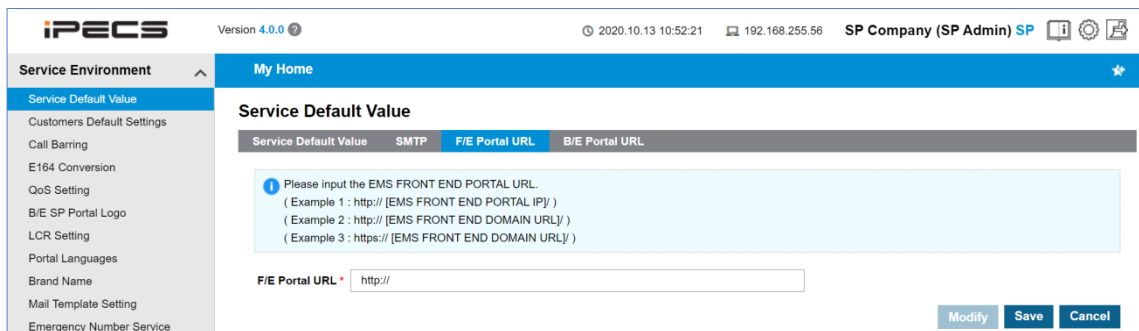 iPECS
Version 4.0.0 ?
2020.10.13 10:52:21
192.168.255.56
SP Company (SP Admin) SP
Service Environment
Service Default Value
Customers Default Settings
Call Barring
E164 Conversion
QoS Setting
B/E SP Portal Logo
LCR Setting
Portal Languages
Brand Name
Mail Template Setting
Emergency Number Service
My Home
Service Default Value
Service Default Value SMTP F/E Portal URL B/E Portal URL
Please input the EMS FRONT END PORTAL URL.
( Example 1 : http:// [EMS FRONT END PORTAL IP]/ )
( Example 2 : http:// [EMS FRONT END DOMAIN URL]/ )
( Example 3 : https:// [EMS FRONT END DOMAIN URL]/ )
F/E Portal URL * http://
Modify Save Cancel